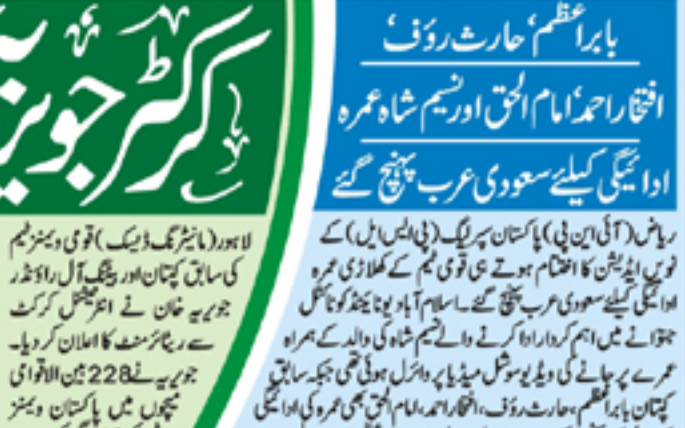 بابراعظم‘ حارث رؤف‘
افتخار احمد‘ امام الحق اور نسیم شاہ عمرہ
ادائیگی کیلئے سعودی عرب پہنچ گئے
ریاض (آئی این پی) پاکستان سپر لیگ (پی ایس ایل) کے
نویں ایڈیشن کا اختتام ہوتے ہی قومی ٹیم کے کھلاڑی عمرہ
ادائیگی کیلئے سعودی عرب پہنچ گئے۔ اسلام آباد یونائیٹڈ کو ٹائٹل
جتوانے میں اہم کردار ادا کرنے والے نسیم شاہ کی والد کے ہمراہ
عمرے پر جانے کی ویڈیو سوشل میڈیا پر وائرل ہوئی تھی جبکہ سابق
کپتان بابراعظم، حارث رؤف، افتخار احمد، امام الحق بھی عمرہ کی ادائیگی
کرکٹر جویریہ
لاہور (مانیٹرنگ ڈیسک) قومی ویمنز ٹیم
کی سابق کپتان اور بیٹنگ آل راؤنڈر
جویریہ خان نے انٹرنیشنل کرکٹ
سے ریٹائرمنٹ کا اعلان کر دیا۔
جویریہ نے 228 بین الاقوامی
میچوں میں پاکستان ویمنز